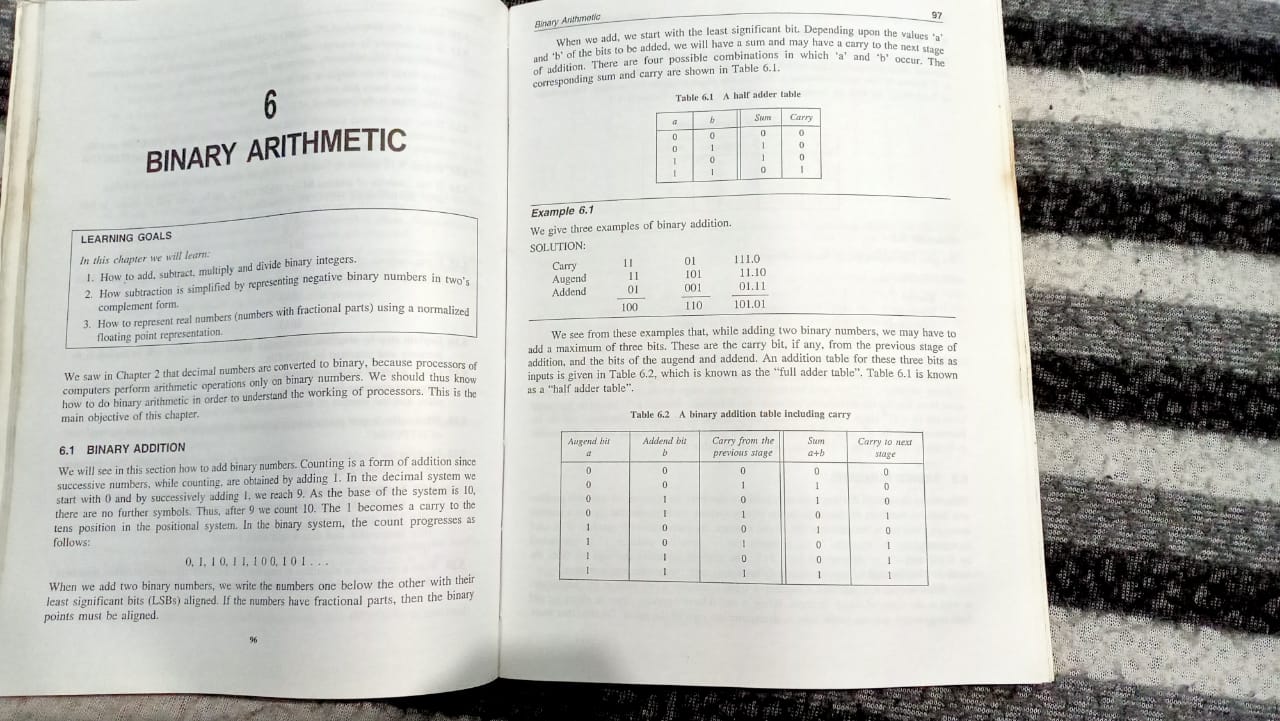 6
BINARY ARITHMETIC
LEARNING GOALS
In this chapter we will learn:
1. How to add, subtract, multiply and divide binary integers.
2. How subtraction is simplified by representing negative binary numbers in two's
complement form.
3. How to represent real numbers (numbers with fractional parts) using a normalized
floating point representation.
We saw in Chapter 2 that decimal numbers are converted to binary, because processors of
computers perform arithmetic operations only on binary numbers. We should thus know
how to do binary arithmetic in order to understand the working of processors. This is the
main objective of this chapter.
6.1 BINARY ADDITION
We will see in this section how to add binary numbers. Counting is a form of addition since
successive numbers, while counting, are obtained by adding 1. In the decimal system we
start with 0 and by successively adding 1, we reach 9. As the base of the system is 10,
there are no further symbols. Thus, after 9 we count 10. The 1 becomes a carry to the
tens position in the positional system. In the binary system, the count progresses as
follows:
0, 1, 1 0, 1 1, 1 0 0, 1 0 1 . . .
When we add two binary numbers, we write the numbers one below the other with their
least significant bits (LSBs) aligned. If the numbers have fractional parts, then the binary
points must be aligned.
96
Binary Arithmetic 97
When we add, we start with the least significant bit. Depending upon the values 'a'
and 'b' of the bits to be added, we will have a sum and may have a carry to the next stage
of addition. There are four possible combinations in which 'a' and 'b' occur. The
corresponding sum and carry are shown in Table 6.1.
Table 6.1 A half adder table
a b Sum Carry
0 0 0 0
0 1 1 0
1 0 1 0
1 1 0 1
Example 6.1
We give three examples of binary addition.
SOLUTION:
Carry 11 01 111.0
Augend 11 101 11.10
Addend 01 001 01.11
100 110 101.01
We see from these examples that, while adding two binary numbers, we may have to
add a maximum of three bits. These are the carry bit, if any, from the previous stage of
addition, and the bits of the augend and addend. An addition table for these three bits as
inputs is given in Table 6.2, which is known as the "full adder table". Table 6.1 is known
as a "half adder table".
Table 6.2 A binary addition table including carry
Augend bit Addend bit Carry from the Sum Carry to next
a b previous stage a+b stage
0 0 0 0 0
0 0 1 1 0
0 1 0 1 0
0 1 1 0 1
1 0 0 1 0
1 0 1 0 1
1 1 0 0 1
1 1 1 1 1